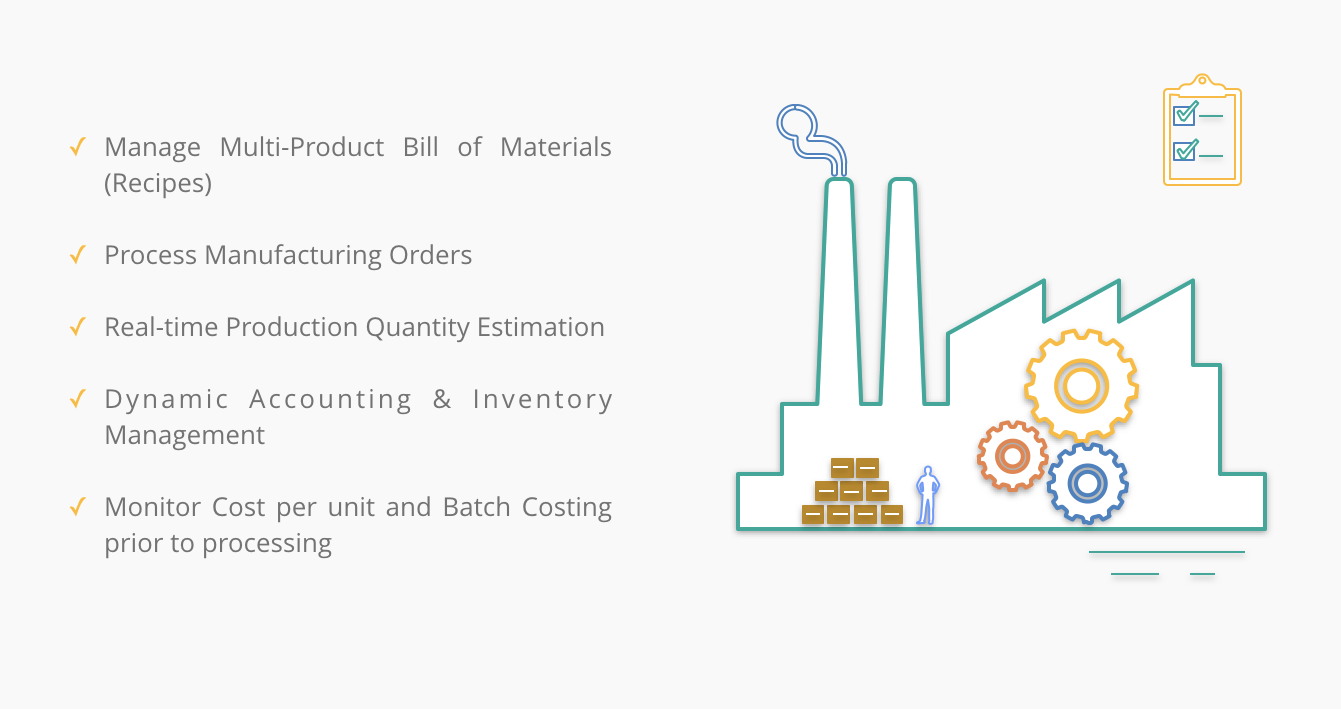 Manage Multi-Product Bill of Materials
(Recipes)
Process Manufacturing Orders
Real-time Production Quantity Estimation
Dynamic Accounting & Inventory
Management
Monitor Cost per unit and Batch Costing
prior to processing